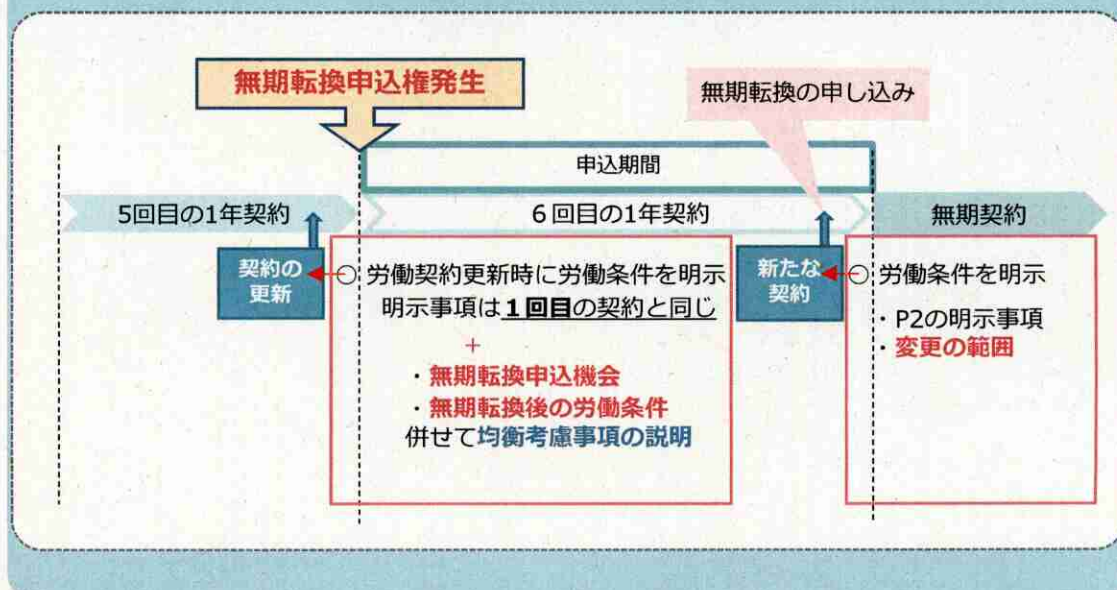 無期転換申込権発生
無期転換の申し込み
申込期間
5回目の1年契約
6回目の1年契約
無期契約
契約の
更新
○ 労働契約更新時に労働条件を明示
明示事項は1回目の契約と同じ
+
・無期転換申込機会
・無期転換後の労働条件
併せて均衡考慮事項の説明
新たな
契約
○ 労働条件を明示
・P2の明示事項
・変更の範囲